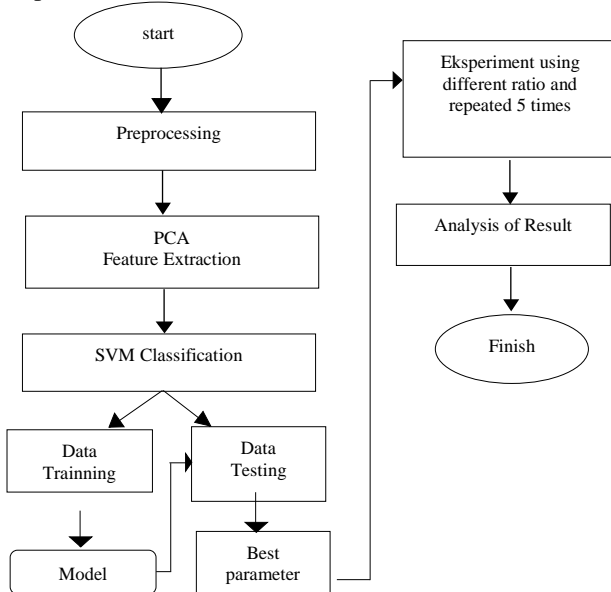 start
Preprocessing
PCA
Feature Extraction
SVM Classification
Data
Trainning
Data
Testing
Model
Best
parameter
Eksperiment using
different ratio and
repeated 5 times
Analysis of Result
Finish